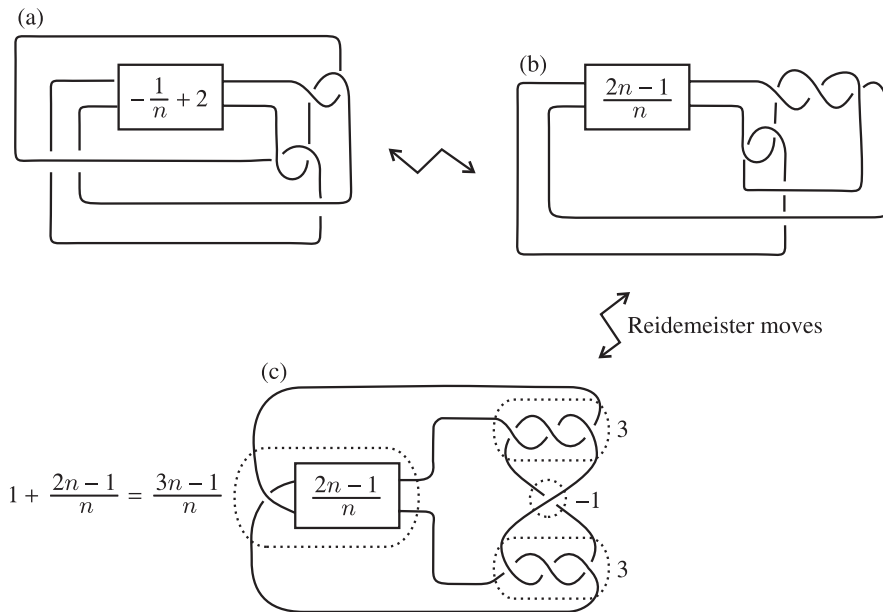 (a)
− 1/n + 2
(b)
2n − 1 / n
Reidemeister moves
(c)
3
1 + 2n − 1 / n = 3n − 1 / n
2n − 1 / n
−1
3